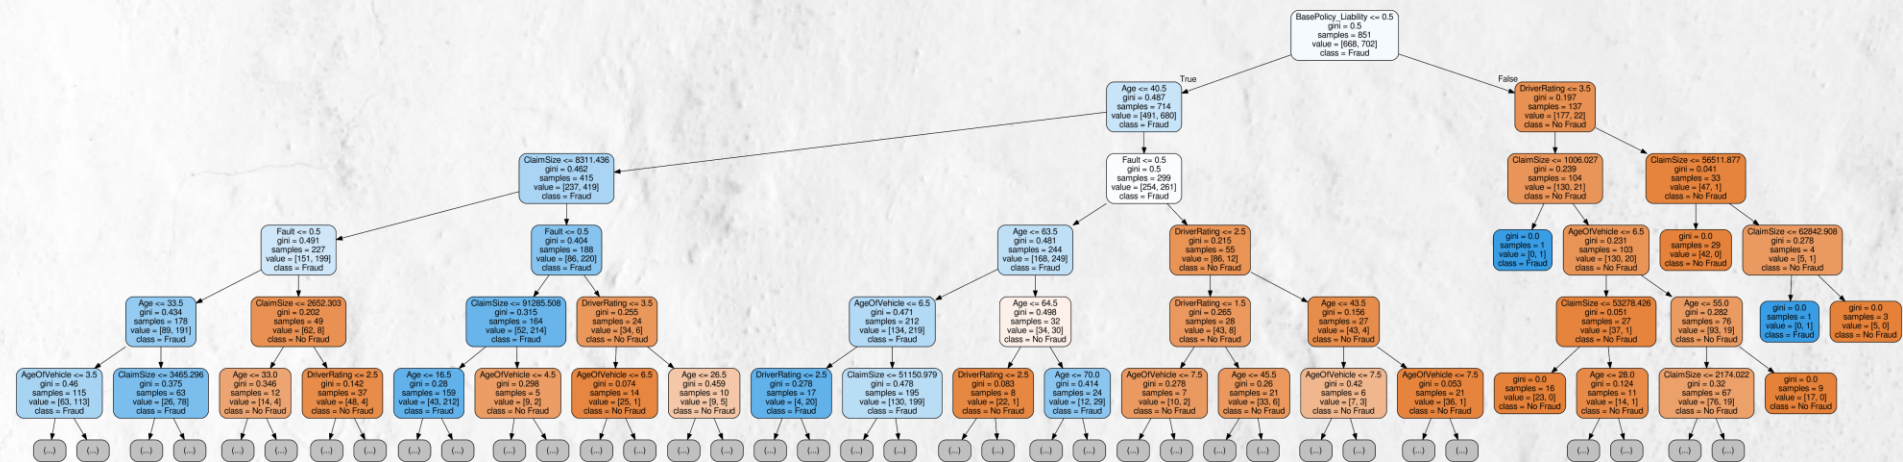 BasePolicy_Liability <= 0.5
gini = 0.5
samples = 851
value = [668, 702]
class = Fraud
True
False
Age <= 40.5
gini = 0.487
samples = 714
value = [491, 680]
class = Fraud
DriverRating <= 3.5
gini = 0.197
samples = 137
value = [177, 22]
class = No Fraud
ClaimSize <= 8311.436
gini = 0.462
samples = 415
value = [237, 419]
class = Fraud
Fault <= 0.5
gini = 0.5
samples = 299
value = [254, 261]
class = Fraud
ClaimSize <= 1006.027
gini = 0.239
samples = 104
value = [130, 21]
class = No Fraud
ClaimSize <= 56511.877
gini = 0.041
samples = 33
value = [47, 1]
class = No Fraud
Fault <= 0.5
gini = 0.491
samples = 227
value = [151, 199]
class = Fraud
Fault <= 0.5
gini = 0.404
samples = 188
value = [86, 220]
class = Fraud
Age <= 63.5
gini = 0.481
samples = 244
value = [168, 249]
class = Fraud
DriverRating <= 2.5
gini = 0.215
samples = 55
value = [86, 12]
class = No Fraud
gini = 0.0
samples = 1
value = [0, 1]
class = Fraud
AgeOfVehicle <= 6.5
gini = 0.231
samples = 103
value = [130, 20]
class = No Fraud
gini = 0.0
samples = 29
value = [42, 0]
class = No Fraud
ClaimSize <= 62842.908
gini = 0.278
samples = 4
value = [5, 1]
class = No Fraud
Age <= 33.5
gini = 0.434
samples = 178
value = [89, 191]
class = Fraud
ClaimSize <= 2652.303
gini = 0.202
samples = 49
value = [62, 8]
class = No Fraud
ClaimSize <= 91285.508
gini = 0.315
samples = 164
value = [52, 214]
class = Fraud
DriverRating <= 3.5
gini = 0.255
samples = 24
value = [34, 6]
class = No Fraud
AgeOfVehicle <= 6.5
gini = 0.471
samples = 212
value = [134, 219]
class = Fraud
Age <= 64.5
gini = 0.498
samples = 32
value = [34, 30]
class = No Fraud
DriverRating <= 1.5
gini = 0.265
samples = 28
value = [43, 8]
class = No Fraud
Age <= 43.5
gini = 0.156
samples = 27
value = [43, 4]
class = No Fraud
ClaimSize <= 53278.426
gini = 0.051
samples = 27
value = [37, 1]
class = No Fraud
Age <= 55.0
gini = 0.282
samples = 76
value = [93, 19]
class = No Fraud
gini = 0.0
samples = 1
value = [0, 1]
class = Fraud
gini = 0.0
samples = 3
value = [5, 0]
class = No Fraud
AgeOfVehicle <= 3.5
gini = 0.46
samples = 115
value = [63, 113]
class = Fraud
ClaimSize <= 3465.296
gini = 0.375
samples = 63
value = [26, 78]
class = Fraud
Age <= 33.0
gini = 0.346
samples = 12
value = [14, 4]
class = No Fraud
DriverRating <= 2.5
gini = 0.142
samples = 37
value = [48, 4]
class = No Fraud
Age <= 16.5
gini = 0.28
samples = 159
value = [43, 212]
class = Fraud
AgeOfVehicle <= 4.5
gini = 0.298
samples = 5
value = [9, 2]
class = No Fraud
AgeOfVehicle <= 6.5
gini = 0.074
samples = 14
value = [25, 1]
class = No Fraud
Age <= 26.5
gini = 0.459
samples = 10
value = [9, 5]
class = No Fraud
DriverRating <= 2.5
gini = 0.278
samples = 17
value = [4, 20]
class = Fraud
ClaimSize <= 51150.979
gini = 0.478
samples = 195
value = [130, 199]
class = Fraud
DriverRating <= 2.5
gini = 0.083
samples = 8
value = [22, 1]
class = No Fraud
Age <= 70.0
gini = 0.414
samples = 24
value = [12, 29]
class = Fraud
AgeOfVehicle <= 7.5
gini = 0.278
samples = 7
value = [10, 2]
class = No Fraud
Age <= 45.5
gini = 0.26
samples = 21
value = [33, 6]
class = No Fraud
AgeOfVehicle <= 7.5
gini = 0.42
samples = 6
value = [7, 3]
class = No Fraud
AgeOfVehicle <= 7.5
gini = 0.053
samples = 21
value = [36, 1]
class = No Fraud
gini = 0.0
samples = 16
value = [23, 0]
class = No Fraud
Age <= 28.0
gini = 0.124
samples = 11
value = [14, 1]
class = No Fraud
ClaimSize <= 2174.022
gini = 0.32
samples = 67
value = [76, 19]
class = No Fraud
gini = 0.0
samples = 9
value = [17, 0]
class = No Fraud
(...) (...) (...) (...) (...) (...) (...) (...) (...) (...) (...) (...) (...) (...) (...) (...) (...) (...) (...) (...) (...) (...) (...) (...) (...) (...) (...) (...) (...) (...) (...) (...) (...) (...) (...) (...)